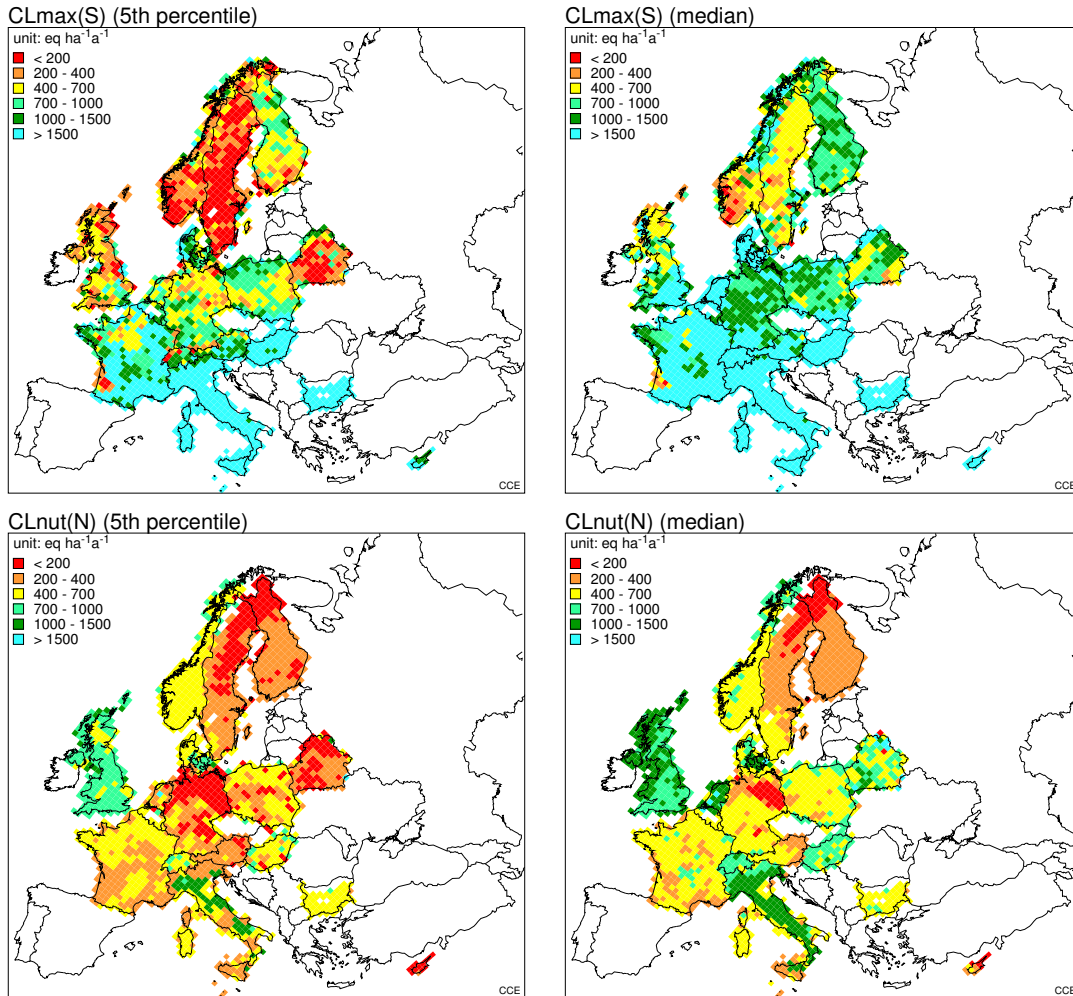 CLmax(S) (5th percentile)
unit: eq ha⁻¹a⁻¹
< 200
200 - 400
400 - 700
700 - 1000
1000 - 1500
> 1500
CCE
CLmax(S) (median)
unit: eq ha⁻¹a⁻¹
< 200
200 - 400
400 - 700
700 - 1000
1000 - 1500
> 1500
CCE
CLnut(N) (5th percentile)
unit: eq ha⁻¹a⁻¹
< 200
200 - 400
400 - 700
700 - 1000
1000 - 1500
> 1500
CCE
CLnut(N) (median)
unit: eq ha⁻¹a⁻¹
< 200
200 - 400
400 - 700
700 - 1000
1000 - 1500
> 1500
CCE